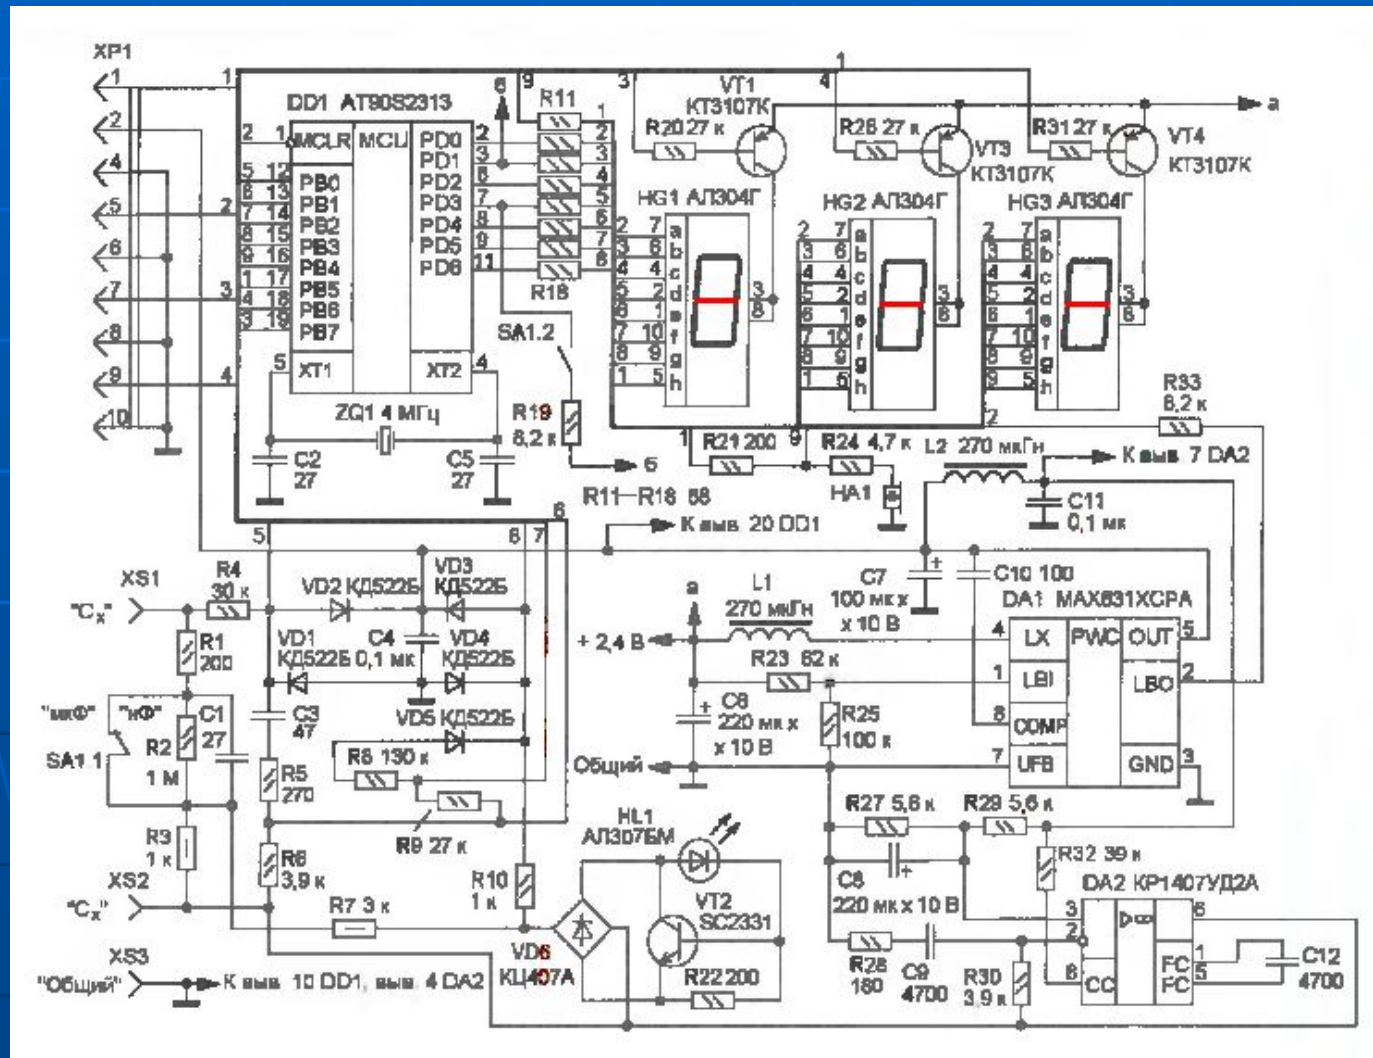 XP1
1
2
4
5
6
7
8
9
10
DD1 AT90S2313
MCLR
MCU
PB0
PB1
PB2
PB3
PB4
PB5
PB6
PB7
PD0
PD1
PD2
PD3
PD4
PD5
PD6
XT1
XT2
ZQ1 4 МГц
C2
27
C5
27
б
R11
R18
SA1.2
R19
8,2 к
б
R11—R18 68
VT1
КТ3107К
R20 27 к
R26 27 к
VT3
КТ3107К
R31 27 к
VT4
КТ3107К
а
HG1 АЛ304Г
HG2 АЛ304Г
HG3 АЛ304Г
a
b
c
d
e
f
g
h
a
b
c
d
e
f
g
h
a
b
c
d
e
f
g
h
R21 200
R24 4,7 к
HA1
L2 270 мкГн
R33
8,2 к
К выв. 7 DA2
C11
0,1 мк
К выв. 20 DD1
XS1
"Cx"
R4
30 к
VD2 КД522Б
VD3
КД522Б
R1
200
VD1
КД522Б
C4
0,1 мк
VD4
КД522Б
"мкФ"
"нФ"
SA1.1
R2
1 М
C1
27
C3
47
VD5 КД522Б
R8 130 к
R5
270
R9 27 к
R3
1 к
R6
3,9 к
XS2
"Cx"
R7 3 к
R10
1 к
XS3
"Общий"
К выв. 10 DD1, выв. 4 DA2
VD6
КЦ407А
HL1
АЛ307БМ
VT2
SC2331
R22 200
а
L1
270 мкГн
+ 2,4 В
C7
100 мк х
х 10 В
C10 100
DA1 MAX631XCPA
LX
PWC
OUT
LBI
LBO
COMP
UFB
GND
R23 62 к
C6
220 мк х
х 10 В
R25
100 к
Общий
R27 5,6 к
R29 5,6 к
C8
220 мк х 10 В
R32 39 к
DA2 КР1407УД2А
R28
180
C9
4700
R30
3,9 к
CC
FC
FC
C12
4700